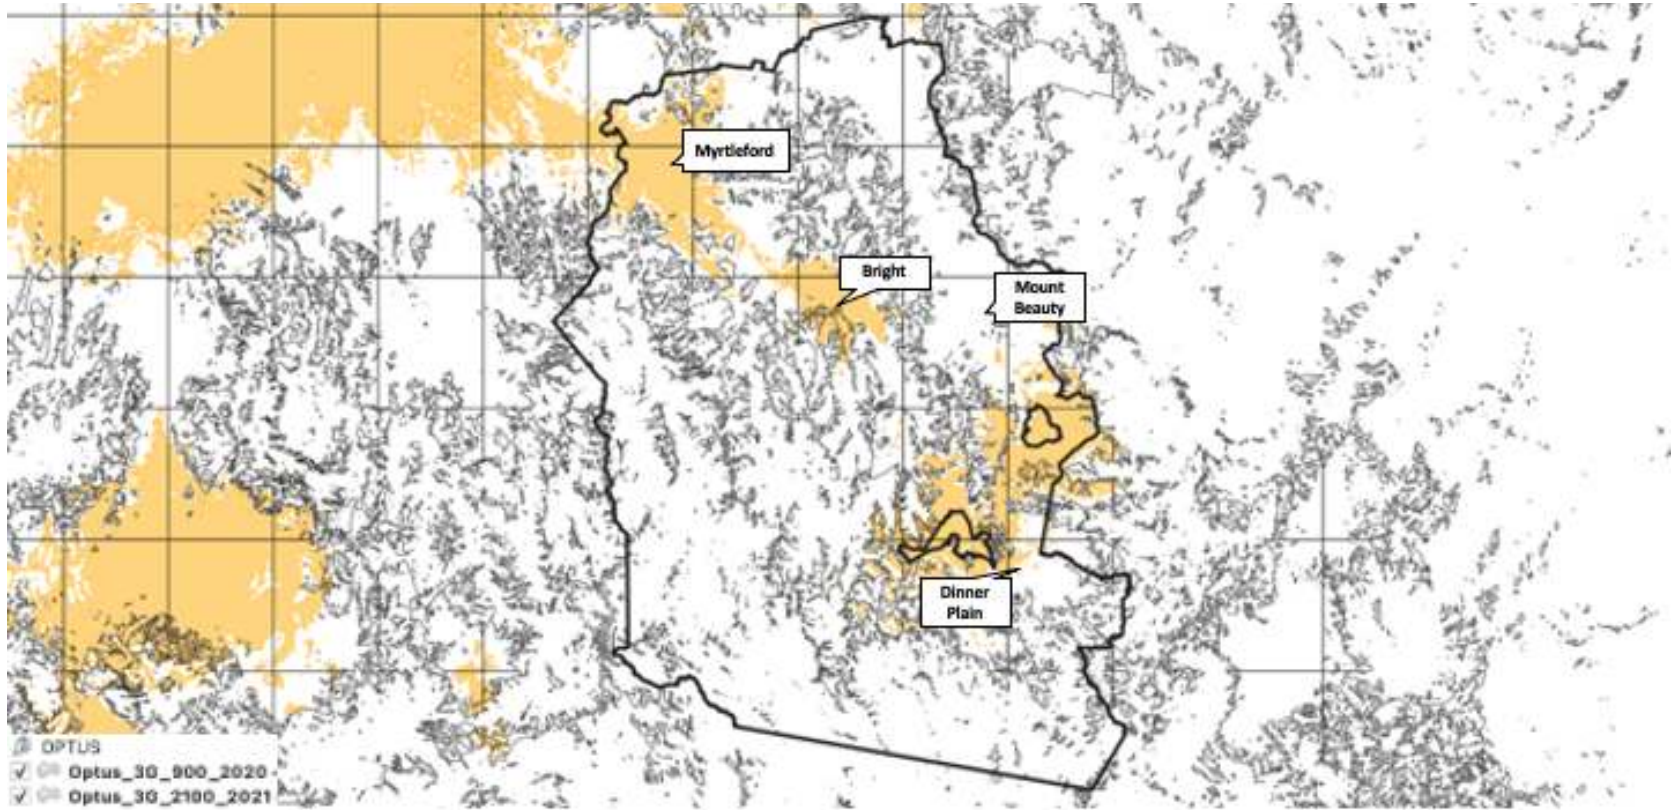 Myrtleford
Bright
Mount
Beauty
Dinner
Plain
OPTUS
Optus_3G_900_2020
Optus_3G_2100_2021